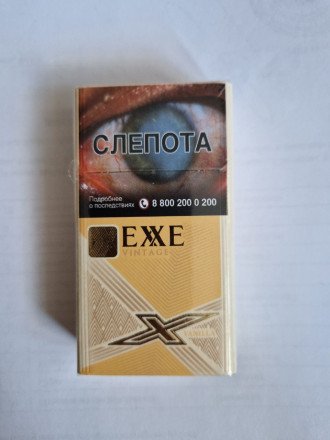 СЛЕПОТА
Подробнее
о последствиях
8 800 200 0 200
EXXE
VINTAGE
X